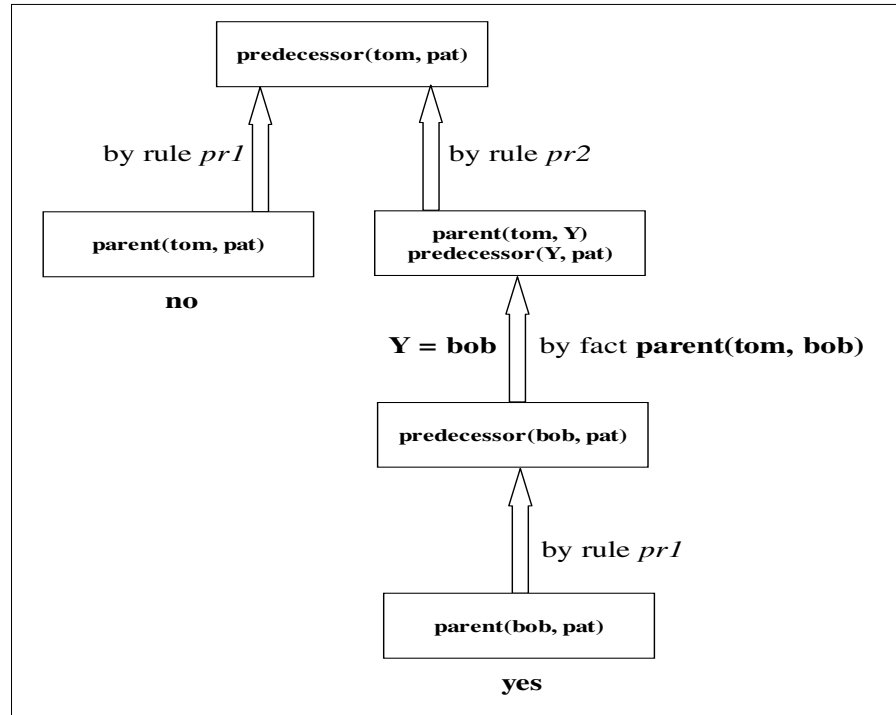 predecessor(tom, pat)
by rule pr1
by rule pr2
parent(tom, pat)
no
parent(tom, Y)
predecessor(Y, pat)
Y = bob
by fact parent(tom, bob)
predecessor(bob, pat)
by rule pr1
parent(bob, pat)
yes